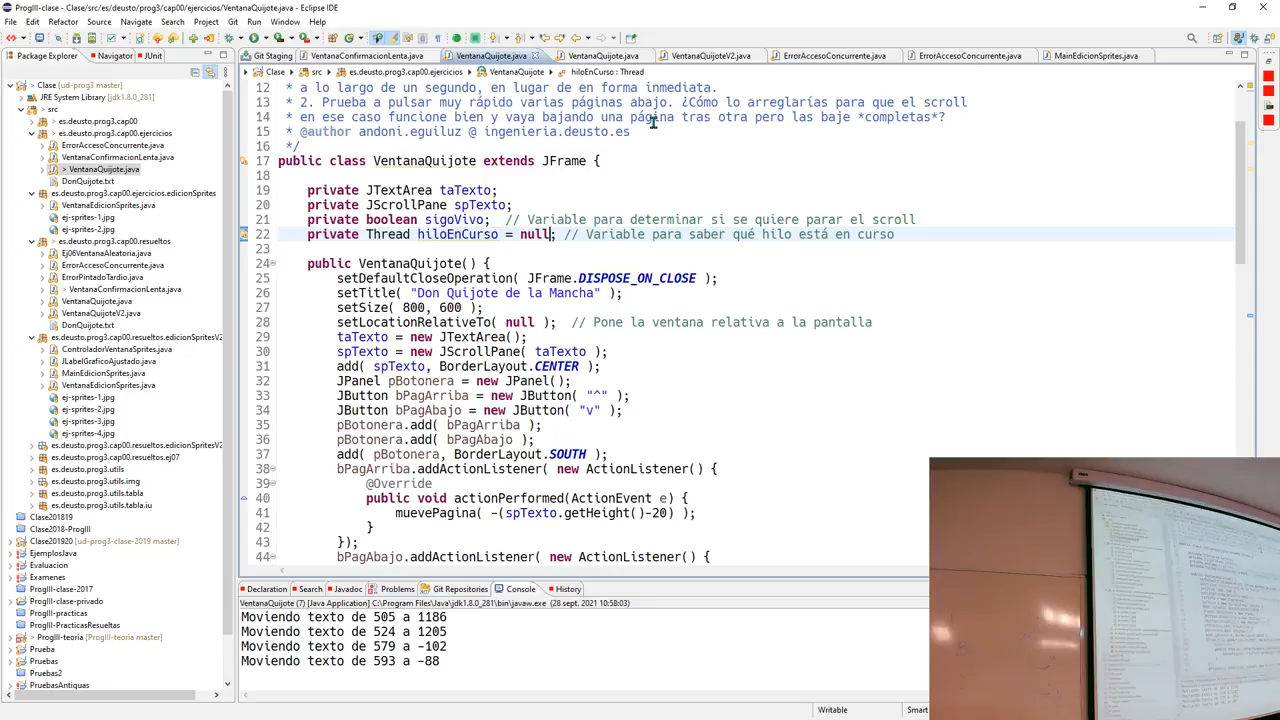 ProgIII-clase - Clase/src/es/deusto/prog3/cap00/ejercicios/VentanaQuijote.java - Eclipse IDE
File Edit Refactor Source Navigate Search Project Git Run Window Help
Package Explorer Navigator JUnit
Clase [ud-prog3 master]
JRE System Library [jdk1.8.0_281]
src
es.deusto.prog3.cap00
es.deusto.prog3.cap00.ejercicios
ErrorAccesoConcurrente.java
VentanaConfirmacionLenta.java
> VentanaQuijote.java
DonQuijote.txt
es.deusto.prog3.cap00.ejercicios.edicionSprites
VentanaEdicionSprites.java
ej-sprites-1.jpg
ej-sprites-2.jpg
es.deusto.prog3.cap00.resueltos
Ej06VentanaAleatoria.java
ErrorAccesoConcurrente.java
ErrorPintadoTardio.java
> VentanaConfirmacionLenta.java
VentanaQuijote.java
VentanaQuijoteV2.java
DonQuijote.txt
es.deusto.prog3.cap00.resueltos.edicionSpritesV2
ControladorVentanaSprites.java
JLabelGraficoAjustado.java
MainEdicionSprites.java
VentanaEdicionSprites.java
ej-sprites-1.jpg
ej-sprites-2.jpg
ej-sprites-3.jpg
ej-sprites-4.jpg
es.deusto.prog3.cap00.resueltos.edicionSpritesV2
es.deusto.prog3.cap00.resueltos.ej07
es.deusto.prog3.utils
es.deusto.prog3.utils.img
es.deusto.prog3.utils.tabla
es.deusto.prog3.utils.tabla.iu
Clase201819
Clase2018-ProgIII
Clase201920 [ud-prog3-clase-2019 master]
EjemplosJava
Evaluacion
Examenes
ProgIII-clase-2017
ProgIII-clase-privado
ProgIII-practicas
ProgIII-PracticasResueltas
> ProgIII-teoria [ProgIII-teoria master]
Prueba
Pruebas
Pruebas2
PruebasAntiguas
Git Staging VentanaConfirmacionLenta.java VentanaQuijote.java VentanaQuijote.java VentanaQuijoteV2.java ErrorAccesoConcurrente.java ErrorAccesoConcurrente.java MainEdicionSprites.java
Clase src es.deusto.prog3.cap00.ejercicios VentanaQuijote hiloEnCurso : Thread
12 * a lo largo de un segundo, en lugar de en forma inmediata.
13 * 2. Prueba a pulsar muy rápido varias páginas abajo. ¿Cómo lo arreglarías para que el scroll
14 * en ese caso funcione bien y vaya bajando una página tras otra pero las baje *completas*?
15 * @author andoni.eguiluz @ ingenieria.deusto.es
16 */
17 public class VentanaQuijote extends JFrame {
18
19 private JTextArea taTexto;
20 private JScrollPane spTexto;
21 private boolean sigoVivo; // Variable para determinar si se quiere parar el scroll
22 private Thread hiloEnCurso = null; // Variable para saber qué hilo está en curso
23
24 public VentanaQuijote() {
25 setDefaultCloseOperation( JFrame.DISPOSE_ON_CLOSE );
26 setTitle( "Don Quijote de la Mancha" );
27 setSize( 800, 600 );
28 setLocationRelativeTo( null ); // Pone la ventana relativa a la pantalla
29 taTexto = new JTextArea();
30 spTexto = new JScrollPane( taTexto );
31 add( spTexto, BorderLayout.CENTER );
32 JPanel pBotonera = new JPanel();
33 JButton bPagArriba = new JButton( "^" );
34 JButton bPagAbajo = new JButton( "v" );
35 pBotonera.add( bPagArriba );
36 pBotonera.add( bPagAbajo );
37 add( pBotonera, BorderLayout.SOUTH );
38 bPagArriba.addActionListener( new ActionListener() {
39 @Override
40 public void actionPerformed(ActionEvent e) {
41 muevePagina( -(spTexto.getHeight()-20) );
42 }
43 });
44 bPagAbajo.addActionListener( new ActionListener() {
Declaration Search Javadoc Problems Git Repositories Console History
VentanaQuijote (7) [Java Application] C:\Program Files\Java\jdk1.8.0_281\bin\javaw.exe (28 sept. 2021 10:58:03)
Moviendo texto de 505 a 1186
Moviendo texto de 524 a 1205
Moviendo texto de 579 a -102
Moviendo texto de 593 a -88
Writable Smart